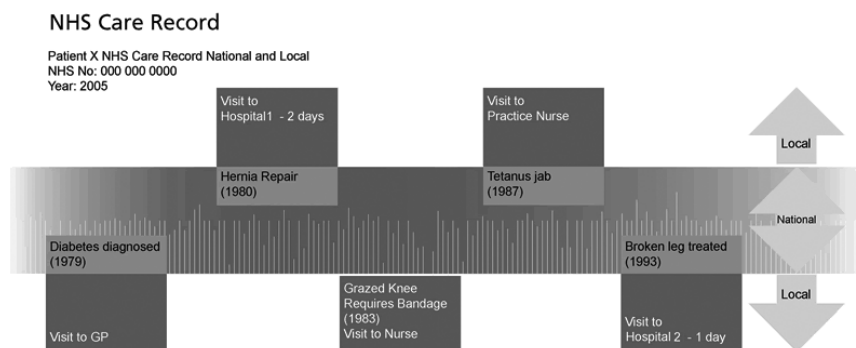 NHS Care Record
Patient X NHS Care Record National and Local
NHS No: 000 000 0000
Year: 2005
Visit to
Hospital1 - 2 days
Visit to
Practice Nurse
Local
Hernia Repair
(1980)
Tetanus jab
(1987)
National
Diabetes diagnosed
(1979)
Broken leg treated
(1993)
Grazed Knee
Requires Bandage
(1983)
Visit to Nurse
Local
Visit to GP
Visit to
Hospital 2 - 1 day